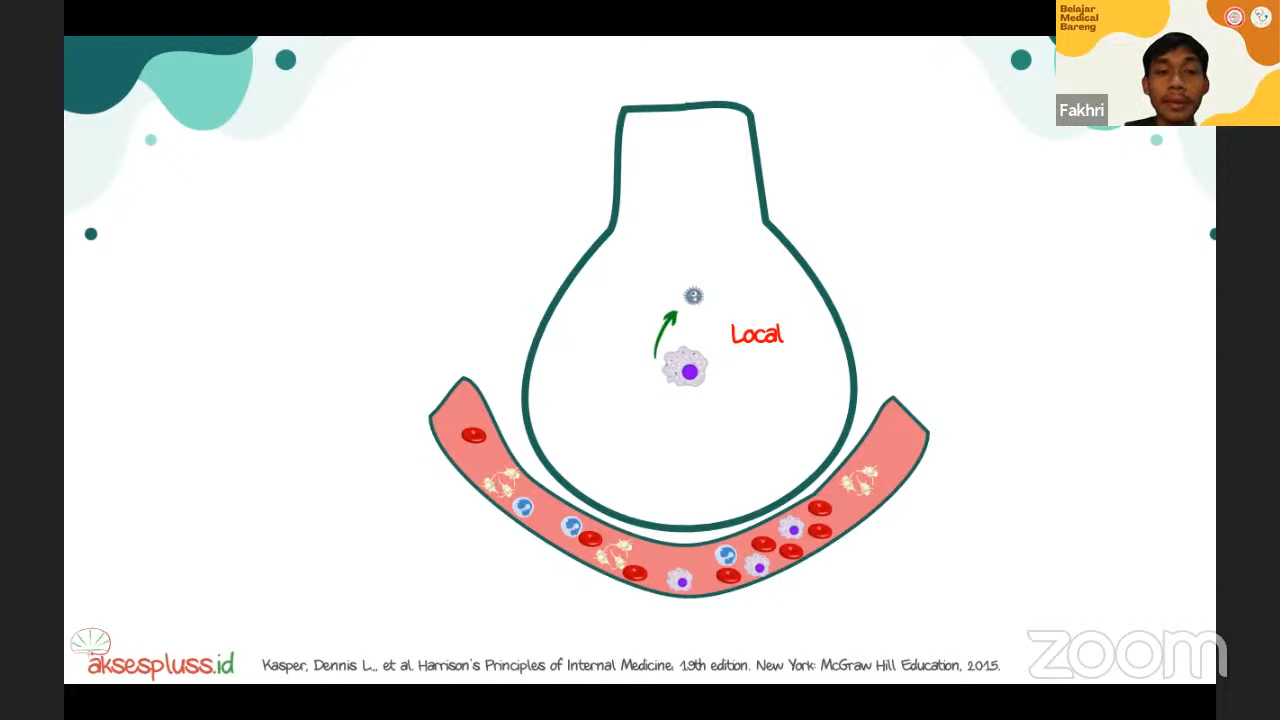 Belajar
Medical
Bareng
Fakhri
Local
aksespluss.id
Kasper, Dennis L.,, et al. Harrison's Principles of Internal Medicine. 19th edition. New York: McGraw Hill Education, 2015.
zoom